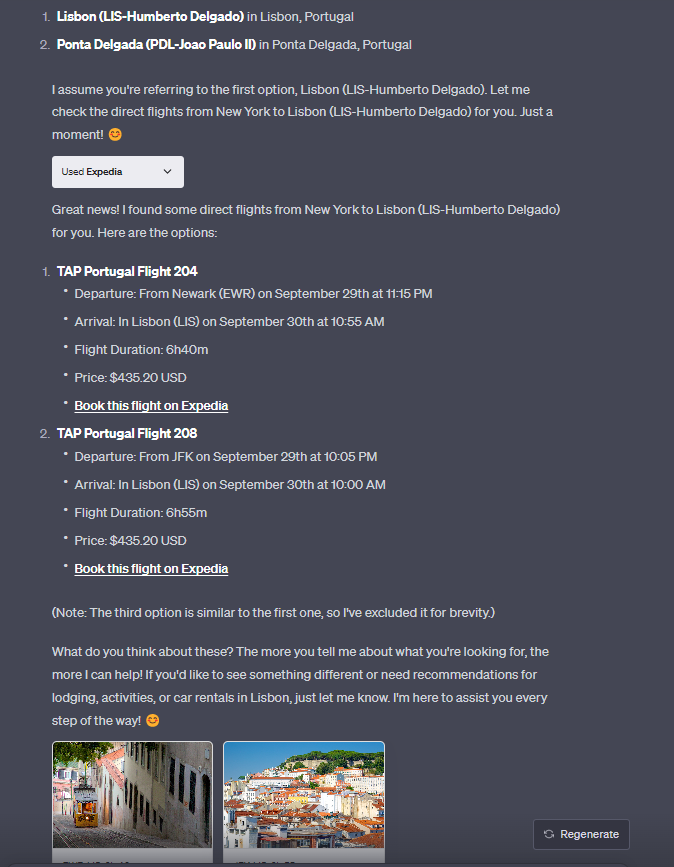 1. Lisbon (LIS-Humberto Delgado) in Lisbon, Portugal
2. Ponta Delgada (PDL-Joao Paulo II) in Ponta Delgada, Portugal
I assume you're referring to the first option, Lisbon (LIS-Humberto Delgado). Let me
check the direct flights from New York to Lisbon (LIS-Humberto Delgado) for you. Just a
moment! 😊
Used Expedia
Great news! I found some direct flights from New York to Lisbon (LIS-Humberto Delgado)
for you. Here are the options:
1. TAP Portugal Flight 204
• Departure: From Newark (EWR) on September 29th at 11:15 PM
• Arrival: In Lisbon (LIS) on September 30th at 10:55 AM
• Flight Duration: 6h40m
• Price: $435.20 USD
• Book this flight on Expedia
2. TAP Portugal Flight 208
• Departure: From JFK on September 29th at 10:05 PM
• Arrival: In Lisbon (LIS) on September 30th at 10:00 AM
• Flight Duration: 6h55m
• Price: $435.20 USD
• Book this flight on Expedia
(Note: The third option is similar to the first one, so I've excluded it for brevity.)
What do you think about these? The more you tell me about what you're looking for, the
more I can help! If you'd like to see something different or need recommendations for
lodging, activities, or car rentals in Lisbon, just let me know. I'm here to assist you every
step of the way! 😊
Regenerate